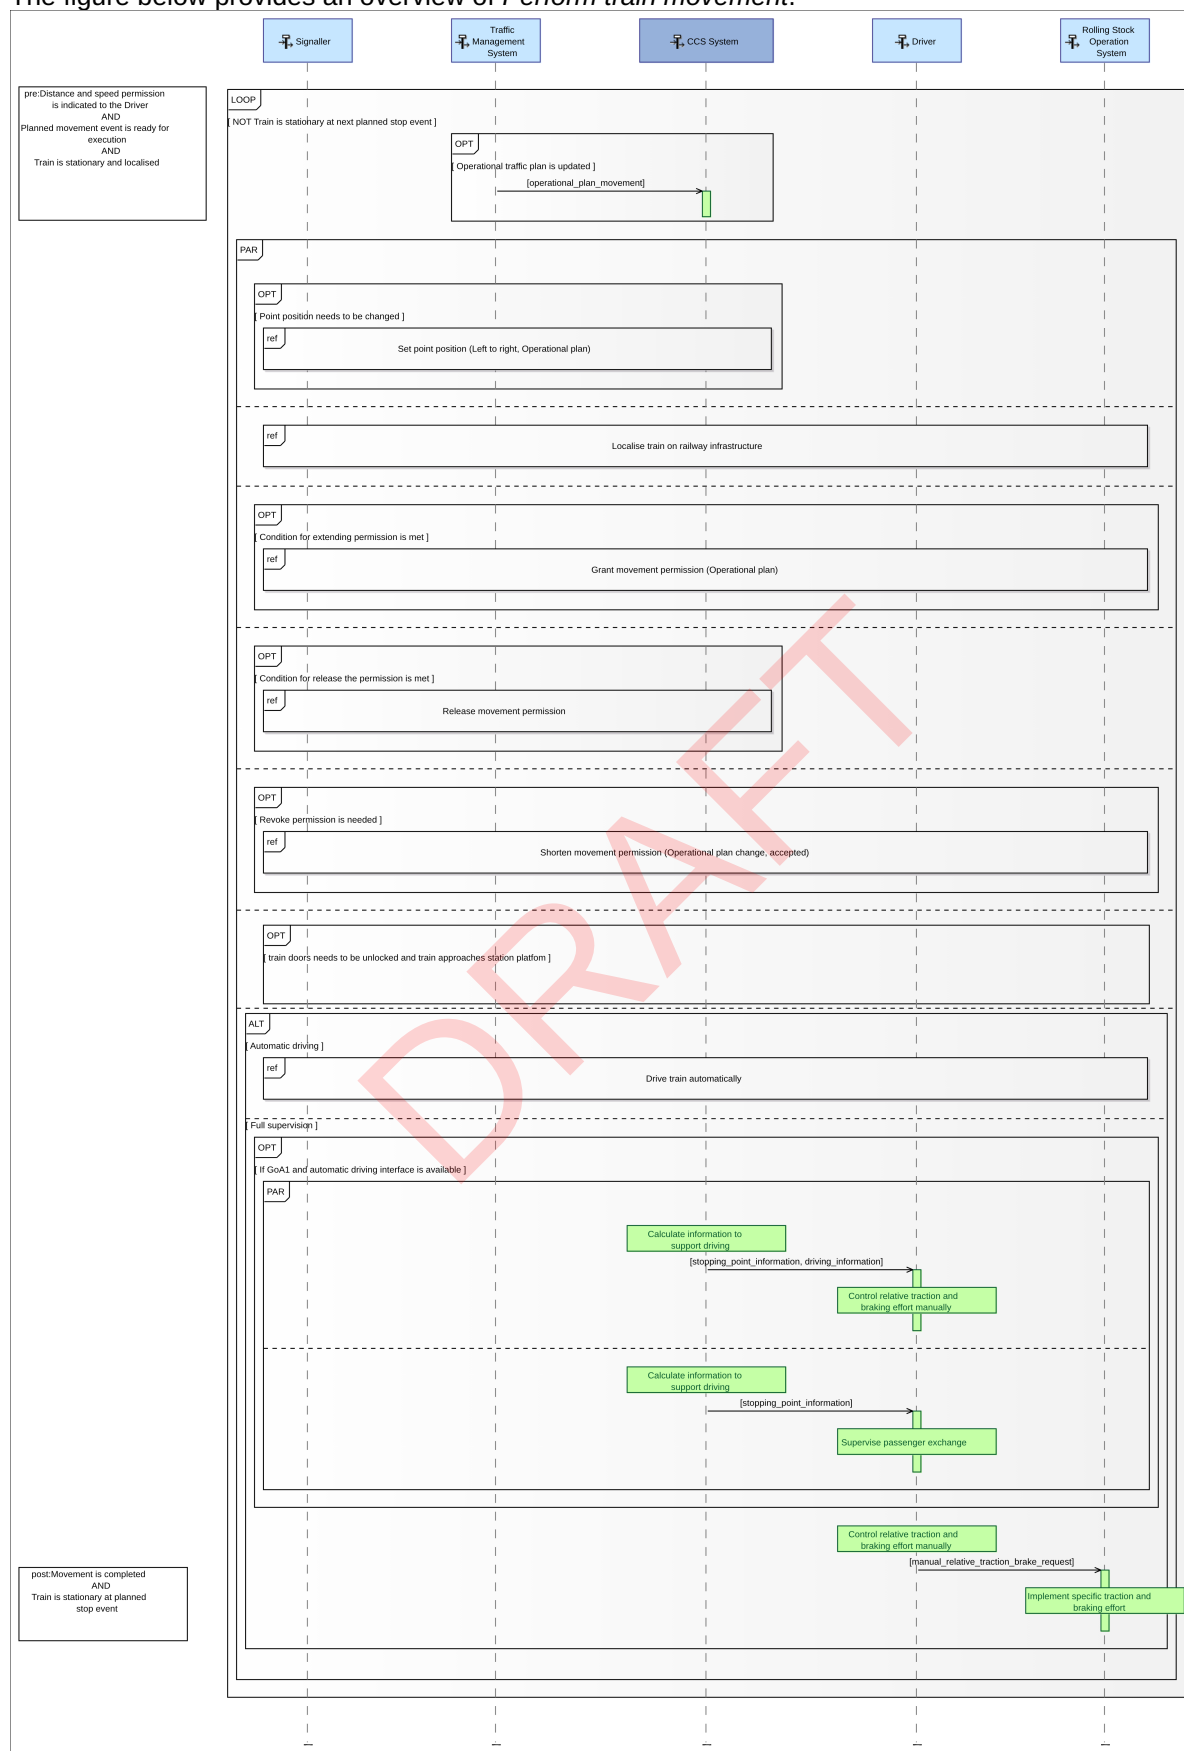 The figure below provides an overview of Perform train movement.
Signaller
Traffic
Management
System
CCS System
Driver
Rolling Stock
Operation
System
pre:Distance and speed permission
is indicated to the Driver
AND
Planned movement event is ready for
execution
AND
Train is stationary and localised
LOOP
[ NOT Train is stationary at next planned stop event ]
OPT
[ Operational traffic plan is updated ]
[operational_plan_movement]
PAR
OPT
[ Point position needs to be changed ]
ref
Set point position (Left to right, Operational plan)
ref
Localise train on railway infrastructure
OPT
[ Condition for extending permission is met ]
ref
Grant movement permission (Operational plan)
OPT
[ Condition for release the permission is met ]
ref
Release movement permission
OPT
[ Revoke permission is needed ]
ref
Shorten movement permission (Operational plan change, accepted)
OPT
[ train doors needs to be unlocked and train approaches station platfom ]
ALT
[ Automatic driving ]
ref
Drive train automatically
[ Full supervision ]
OPT
[ If GoA1 and automatic driving interface is available ]
PAR
Calculate information to
support driving
[stopping_point_information, driving_information]
Control relative traction and
braking effort manually
Calculate information to
support driving
[stopping_point_information]
Supervise passenger exchange
Control relative traction and
braking effort manually
[manual_relative_traction_brake_request]
Implement specific traction and
braking effort
post:Movement is completed
AND
Train is stationary at planned
stop event
DRAFT